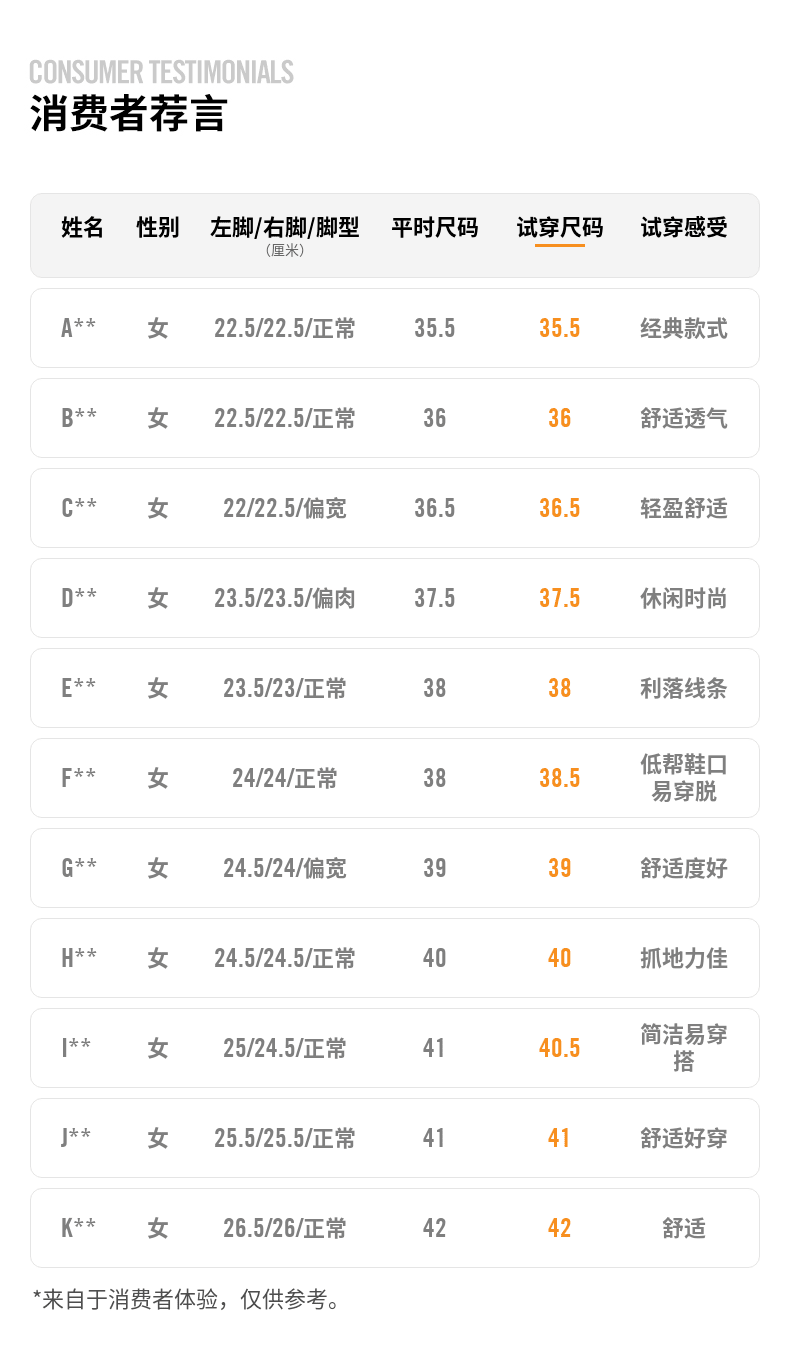 CONSUMER TESTIMONIALS
消费者荐言
姓名 性别 左脚/右脚/脚型 平时尺码 试穿尺码 试穿感受
（厘米）
A** 女 22.5/22.5/正常 35.5 35.5 经典款式
B** 女 22.5/22.5/正常 36 36 舒适透气
C** 女 22/22.5/偏宽 36.5 36.5 轻盈舒适
D** 女 23.5/23.5/偏肉 37.5 37.5 休闲时尚
E** 女 23.5/23/正常 38 38 利落线条
F** 女 24/24/正常 38 38.5 低帮鞋口
易穿脱
G** 女 24.5/24/偏宽 39 39 舒适度好
H** 女 24.5/24.5/正常 40 40 抓地力佳
I** 女 25/24.5/正常 41 40.5 简洁易穿
搭
J** 女 25.5/25.5/正常 41 41 舒适好穿
K** 女 26.5/26/正常 42 42 舒适
*来自于消费者体验，仅供参考。